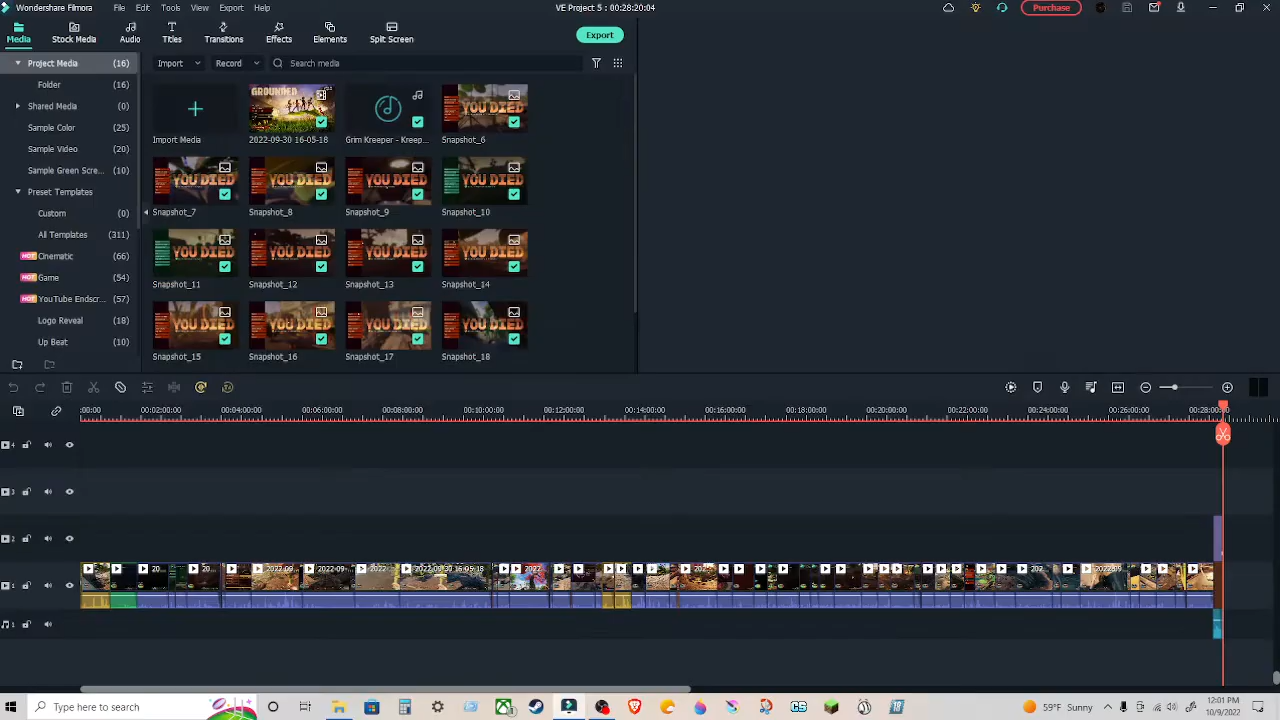 Wondershare Filmora
File Edit Tools View Export Help
VE Project 5 : 00:28:20:04
Purchase
Media Stock Media Audio Titles Transitions Effects Elements Split Screen
Export
Project Media (16)
Folder (16)
Shared Media (0)
Sample Color (25)
Sample Video (20)
Sample Green Scre... (10)
Preset Templates
Custom (0)
All Templates (311)
HOT Cinematic (66)
HOT Game (54)
HOT YouTube Endscr... (57)
Logo Reveal (18)
Up Beat (10)
Import Record Search media
GROUNDED
YOU DIED
Import Media 2022-09-30 16-05-18 Grim Kreeper - Kreep... Snapshot_6
YOU DIED YOU DIED YOU DIED YOU DIED
Snapshot_7 Snapshot_8 Snapshot_9 Snapshot_10
YOU DIED YOU DIED YOU DIED YOU DIED
Snapshot_11 Snapshot_12 Snapshot_13 Snapshot_14
YOU DIED YOU DIED YOU DIED YOU DIED
Snapshot_15 Snapshot_16 Snapshot_17 Snapshot_18
:00:00 00:02:00:00 00:04:00:00 00:06:00:00 00:08:00:00 00:10:00:00 00:12:00:00 00:14:00:00 00:16:00:00 00:18:00:00 00:20:00:00 00:22:00:00 00:24:00:00 00:26:00:00 00:28:00:00
2
1
1
Type here to search
59°F Sunny
12:01 PM
10/9/2022